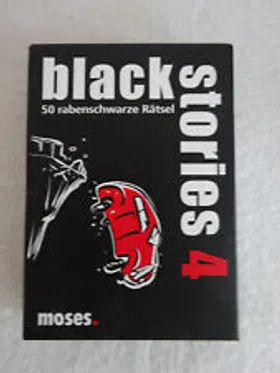 black
stories 4
50 rabenschwarze Rätsel
moses.